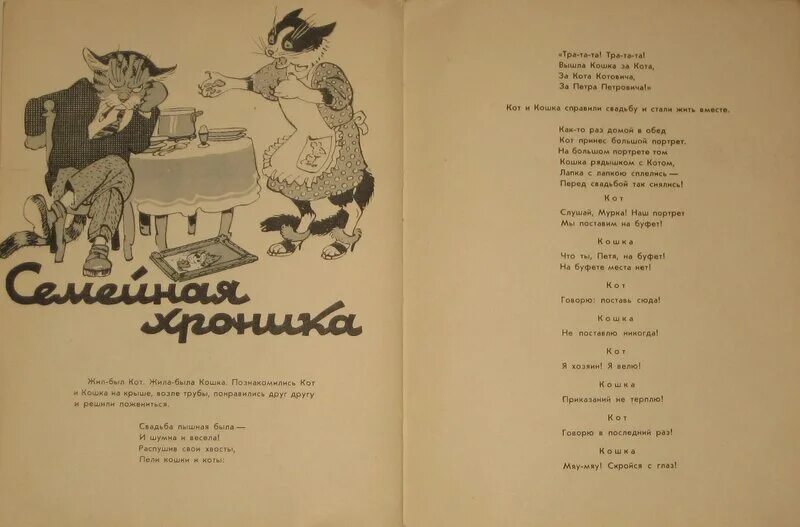 Семейная
хроника
Жил-был Кот. Жила-была Кошка. Познакомились Кот
и Кошка на крыше, возле трубы, понравились друг другу
и решили пожениться.
Свадьба пышная была —
И шумна и весела!
Распушив свои хвосты,
Пели кошки и коты:
«Тра-та-та! Тра-та-та!
Вышла Кошка за Кота,
За Кота Котовича,
За Петра Петровича!»
Кот и Кошка справили свадьбу и стали жить вместе.
Как-то раз домой в обед
Кот принес большой портрет.
На большом портрете том
Кошка рядышком с Котом,
Лапка с лапкою сплелись —
Перед свадьбой так снялись!
Кот
Слушай, Мурка! Наш портрет
Мы поставим на буфет!
Кошка
Что ты, Петя, на буфет!
На буфете места нет!
Кот
Говорю: поставь сюда!
Кошка
Не поставлю никогда!
Кот
Я хозяин! Я велю!
Кошка
Приказаний не терплю!
Кот
Говорю в последний раз!
Кошка
Мяу-мяу! Скройся с глаз!